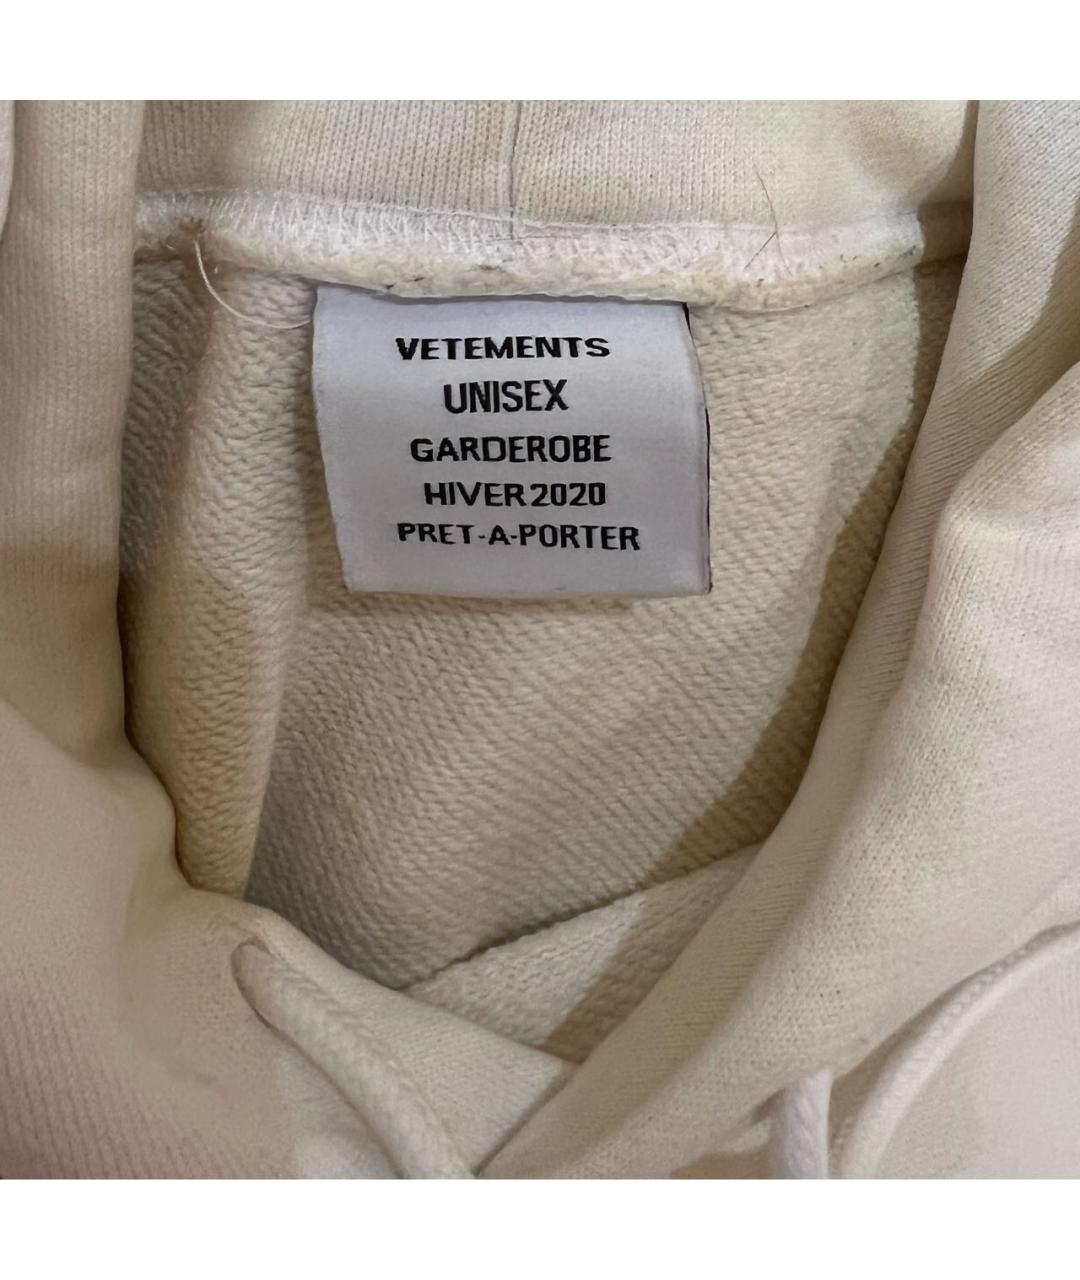 VETEMENTS
UNISEX
GARDEROBE
HIVER 2020
PRET-A-PORTER